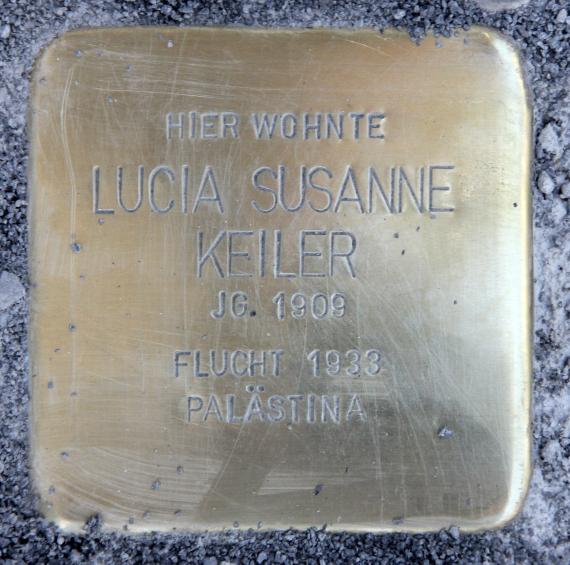 HIER WOHNTE
LUCIA SUSANNE
KEILER
JG. 1909
FLUCHT 1933
PALÄSTINA